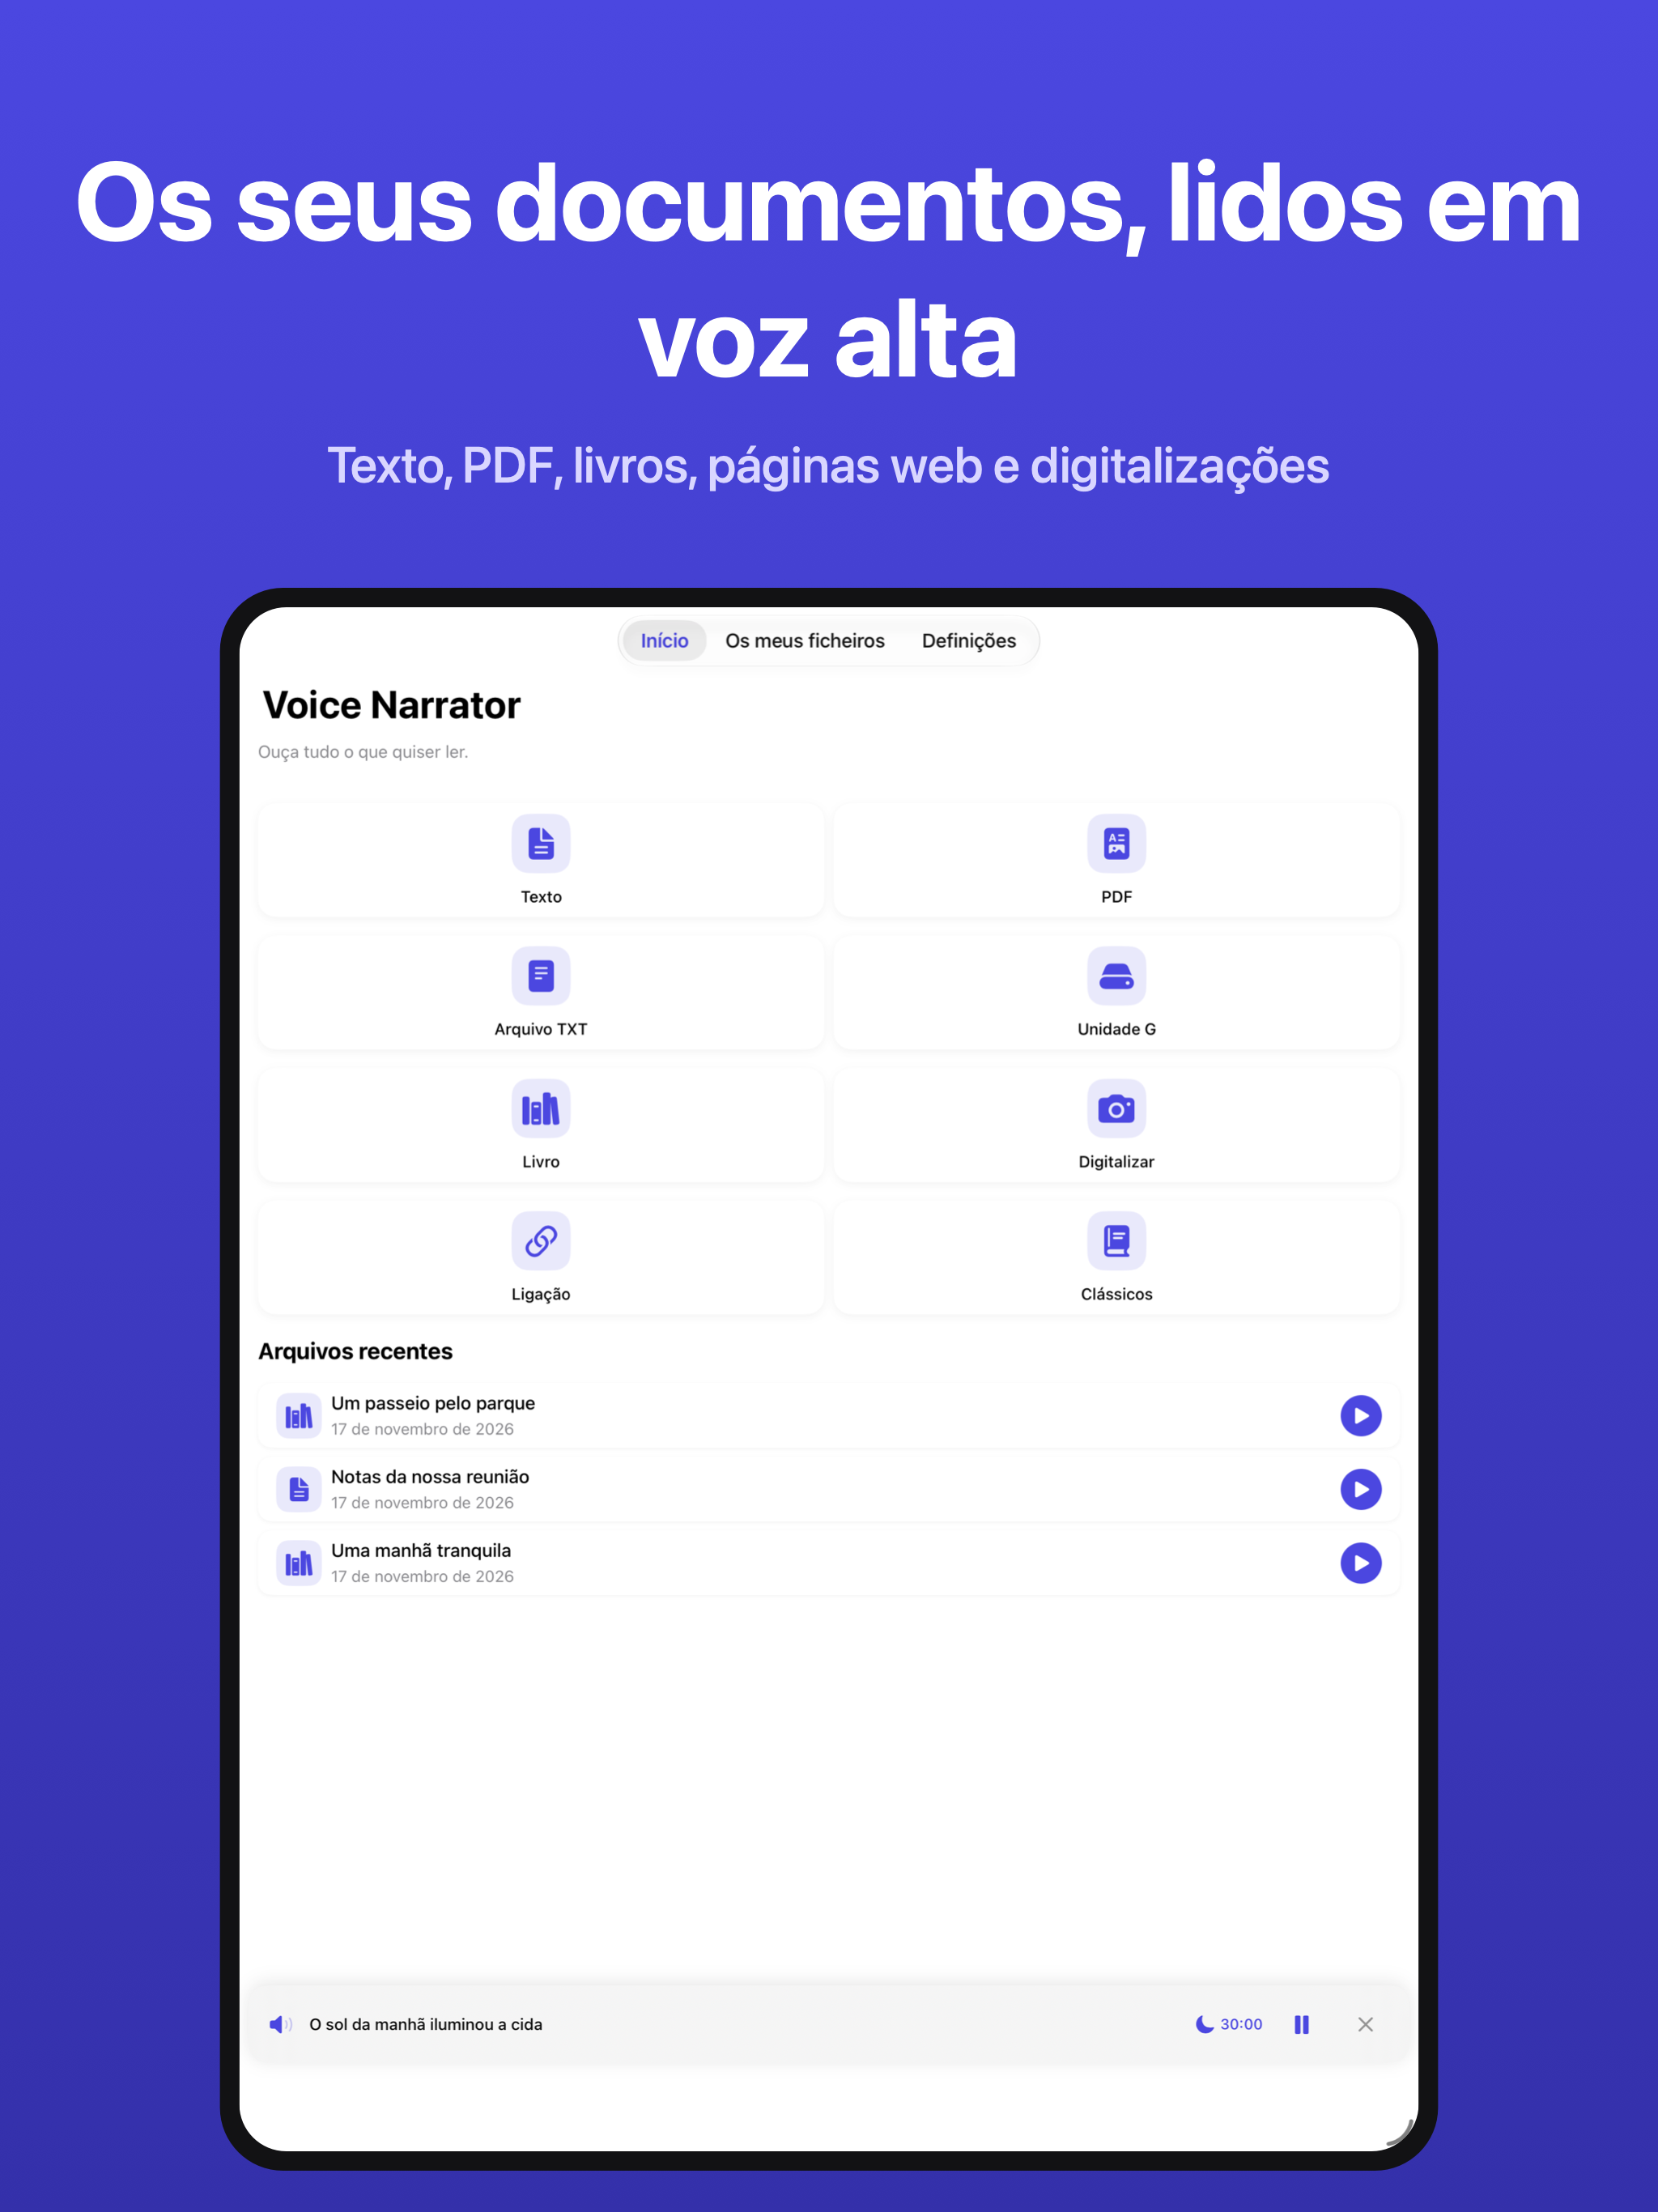 Os seus documentos, lidos em
voz alta
Texto, PDF, livros, páginas web e digitalizações
Início Os meus ficheiros Definições
Voice Narrator
Ouça tudo o que quiser ler.
Texto PDF
Arquivo TXT Unidade G
Livro Digitalizar
Ligação Clássicos
Arquivos recentes
Um passeio pelo parque
17 de novembro de 2026
Notas da nossa reunião
17 de novembro de 2026
Uma manhã tranquila
17 de novembro de 2026
O sol da manhã iluminou a cida 30:00